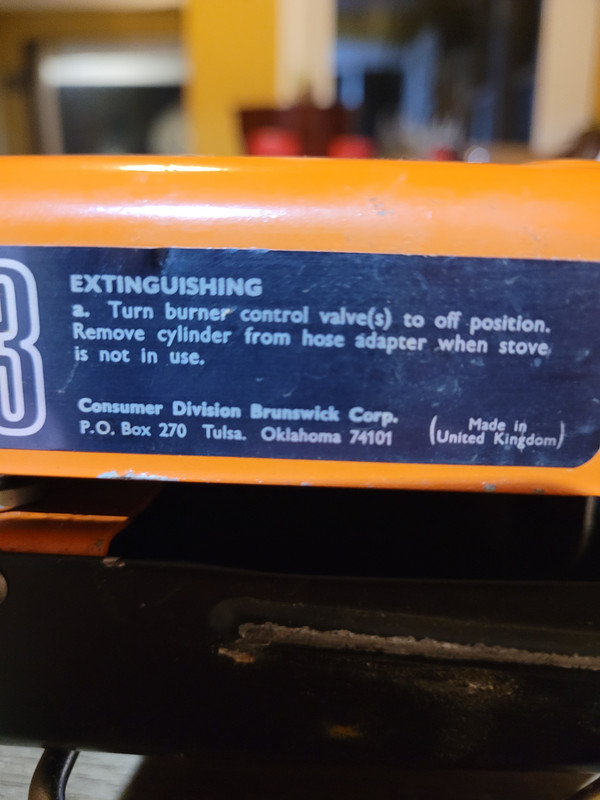 3
EXTINGUISHING
a. Turn burner control valve(s) to off position.
Remove cylinder from hose adapter when stove
is not in use.
Consumer Division Brunswick Corp.
P.O. Box 270 Tulsa. Oklahoma 74101
(Made in
United Kingdom)